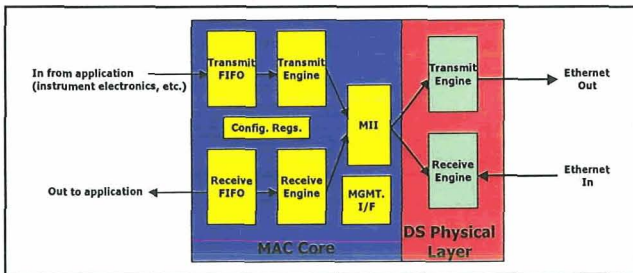 In from application
(instrument electronics, etc.)
Transmit
FIFO
Transmit
Engine
Transmit
Engine
Ethernet
Out
MII
Config. Regs.
Out to application
Receive
FIFO
Receive
Engine
MGMT.
I/F
Receive
Engine
Ethernet
In
MAC Core
DS Physical
Layer